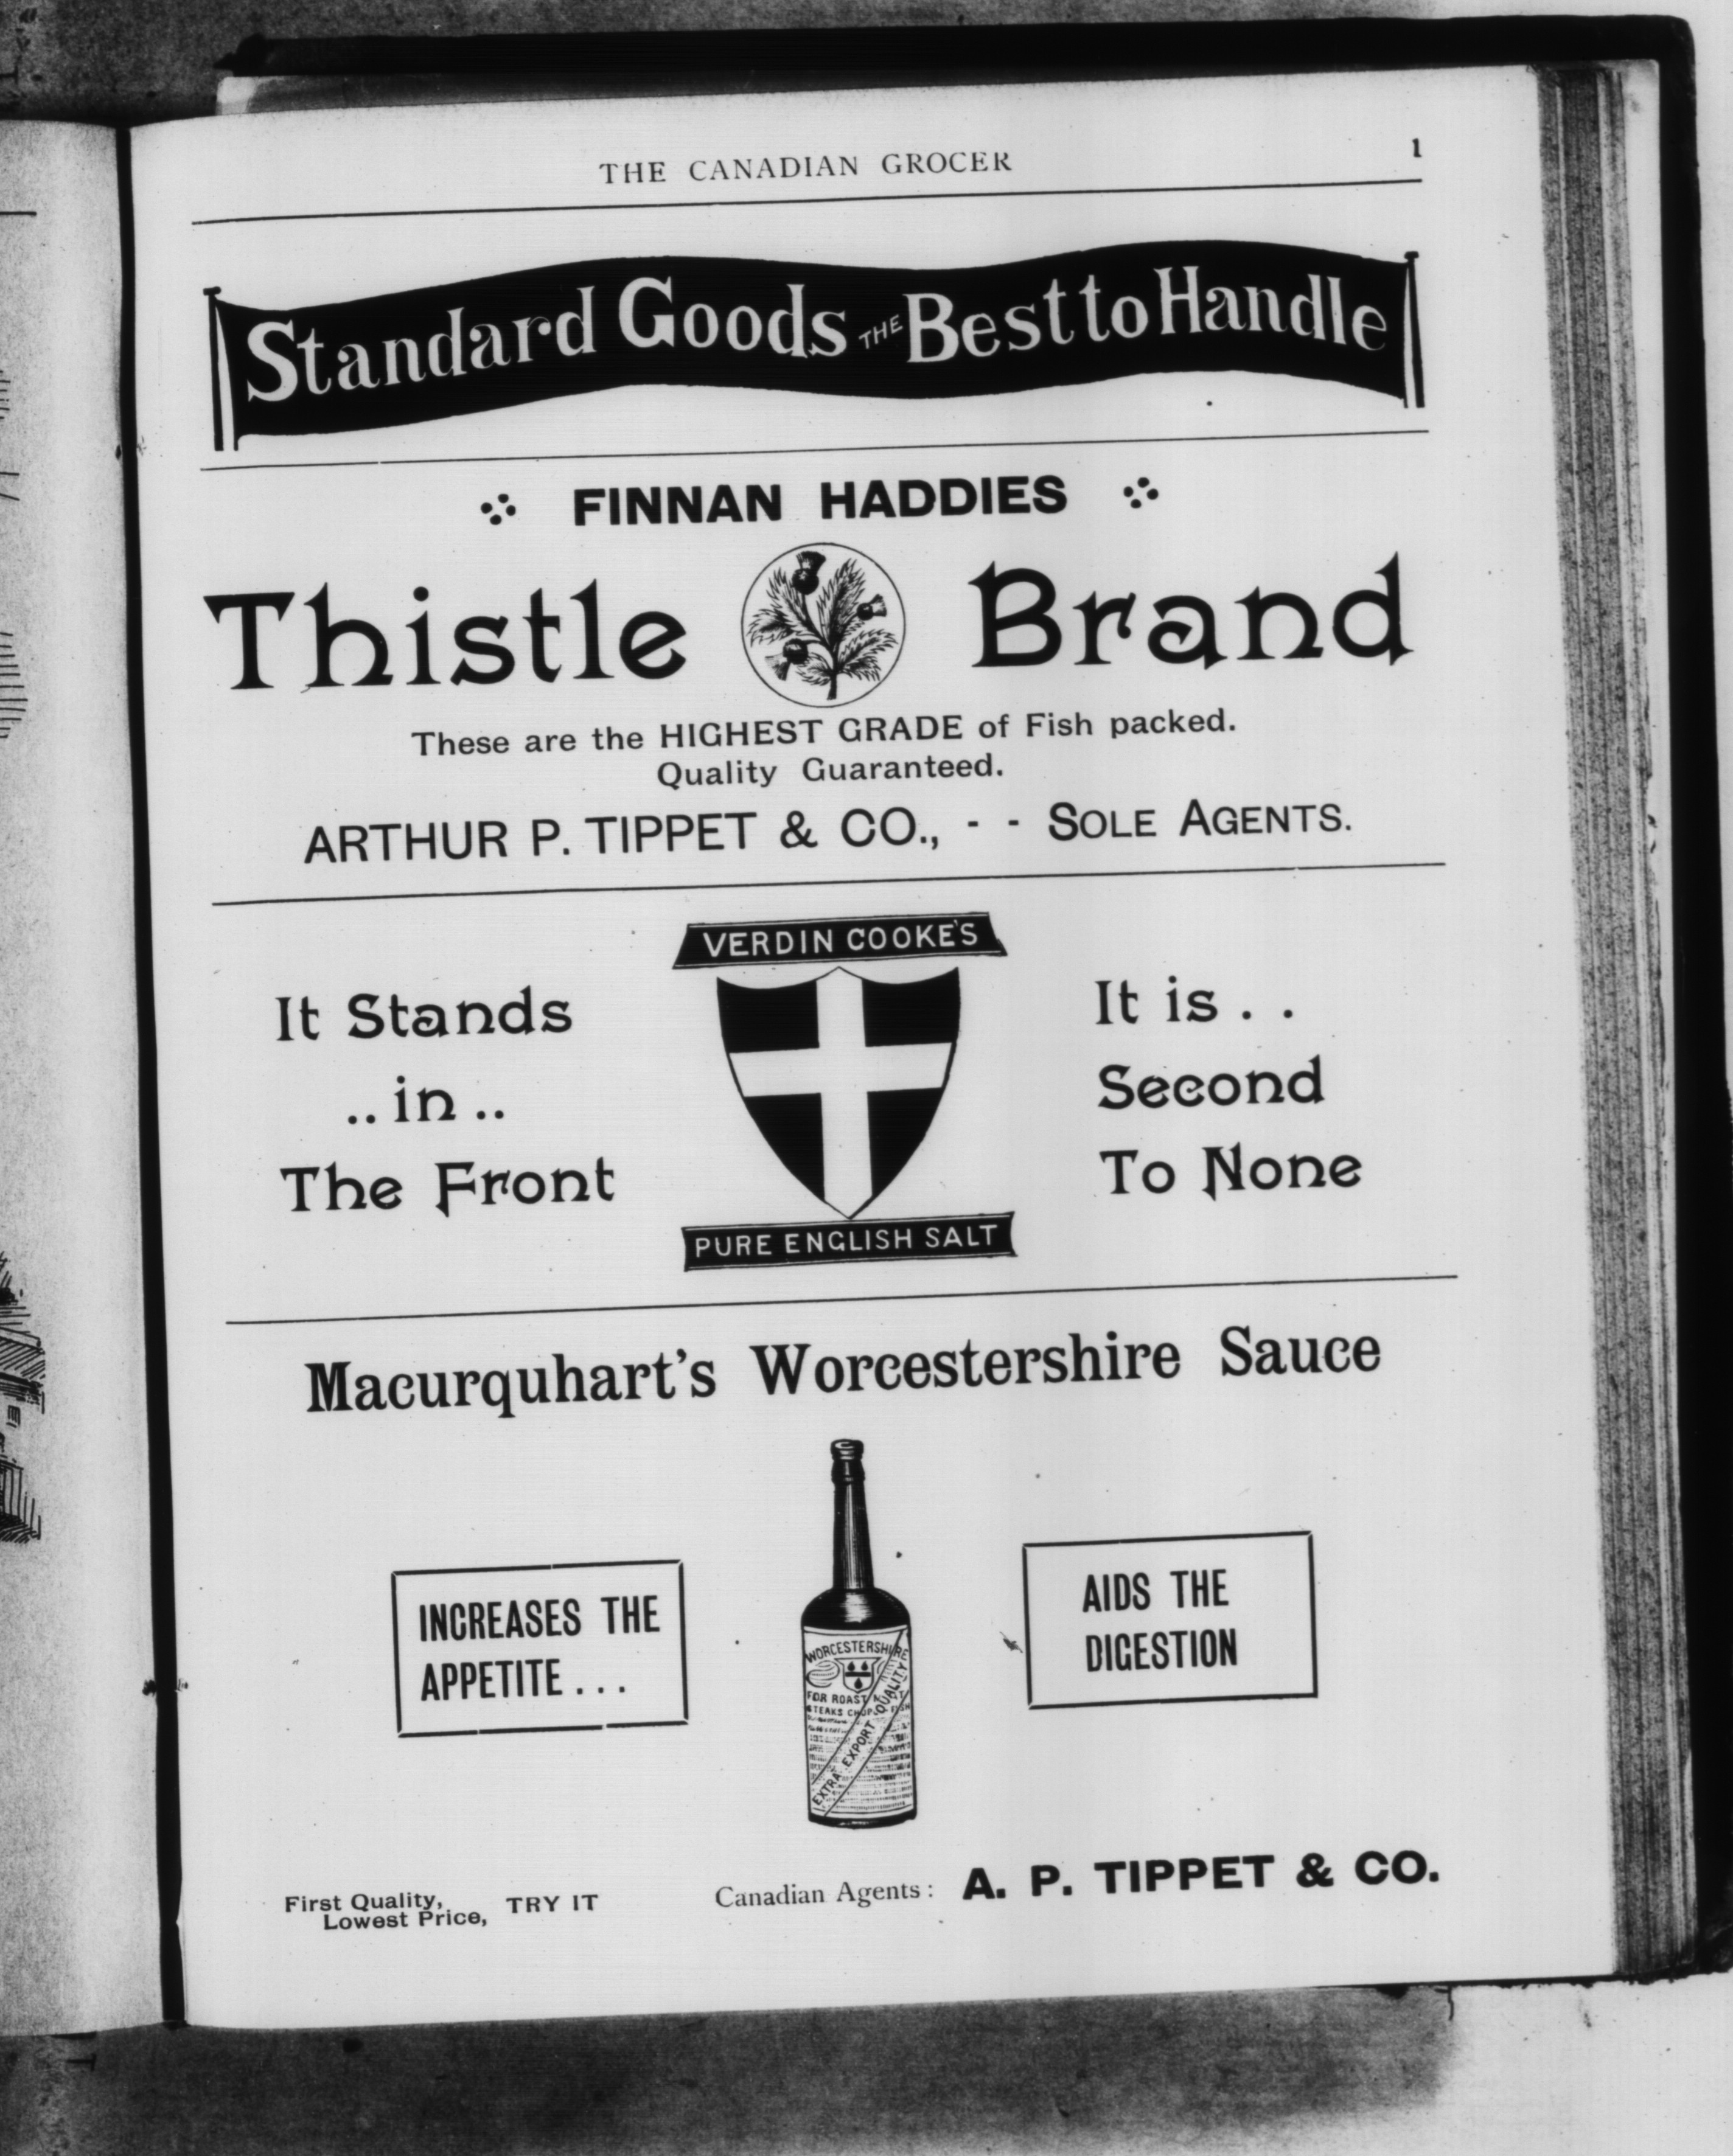 THE CANADIAN GROCER 1
Standard Goods THE Best to Handle
FINNAN HADDIES
Thistle Brand
These are the HIGHEST GRADE of Fish packed.
Quality Guaranteed.
ARTHUR P. TIPPET & CO., - - SOLE AGENTS.
VERDIN COOKE'S
It Stands
.. in ..
The Front
It is . .
Second
To None
PURE ENGLISH SALT
Macurquhart's Worcestershire Sauce
INCREASES THE
APPETITE . . .
WORCESTERSHIRE
FOR ROAST
STEAKS
EXTRA EXPORT QUALITY
AIDS THE
DIGESTION
First Quality,
Lowest Price, TRY IT
Canadian Agents: A. P. TIPPET & CO.